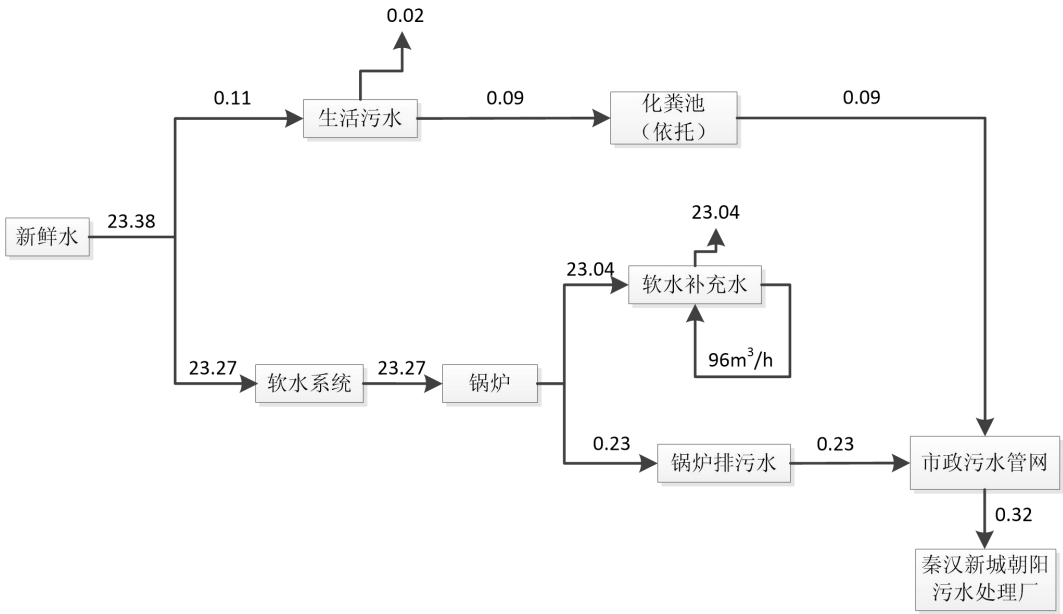 0.02
0.11
生活污水
0.09
化粪池
（依托）
0.09
新鲜水
23.38
23.04
23.04
软水补充水
96m³/h
23.27
软水系统
23.27
锅炉
0.23
锅炉排污水
0.23
市政污水管网
0.32
秦汉新城朝阳
污水处理厂